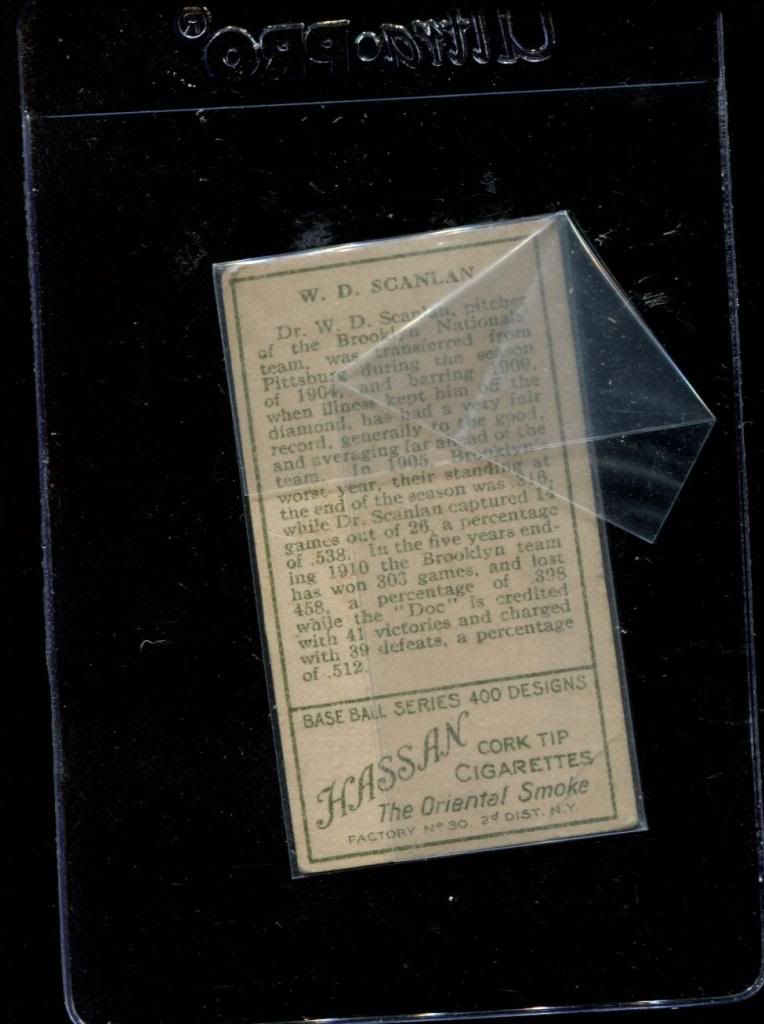 UltraPRO®
W. D. SCANLAN
Dr. W. D. Scanlan, pitcher
of the Brooklyn Nationals
team, was transferred from
Pittsburg during the season
of 1904, and barring 1909,
when illness kept him off the
diamond, has had a very fair
record, generally to the good,
and averaging far ahead of the
team. In 1905, Brooklyn's
worst year, their standing at
the end of the season was .316,
while Dr. Scanlan captured 14
games out of 26, a percentage
of .538. In the five years end-
ing 1910 the Brooklyn team
has won 303 games, and lost
458, a percentage of .398
while the "Doc" is credited
with 41 victories and charged
with 39 defeats, a percentage
of .512.
BASE BALL SERIES 400 DESIGNS
HASSAN
CORK TIP
CIGARETTES
The Oriental Smoke
FACTORY Nº 30. 2d DIST. N.Y.